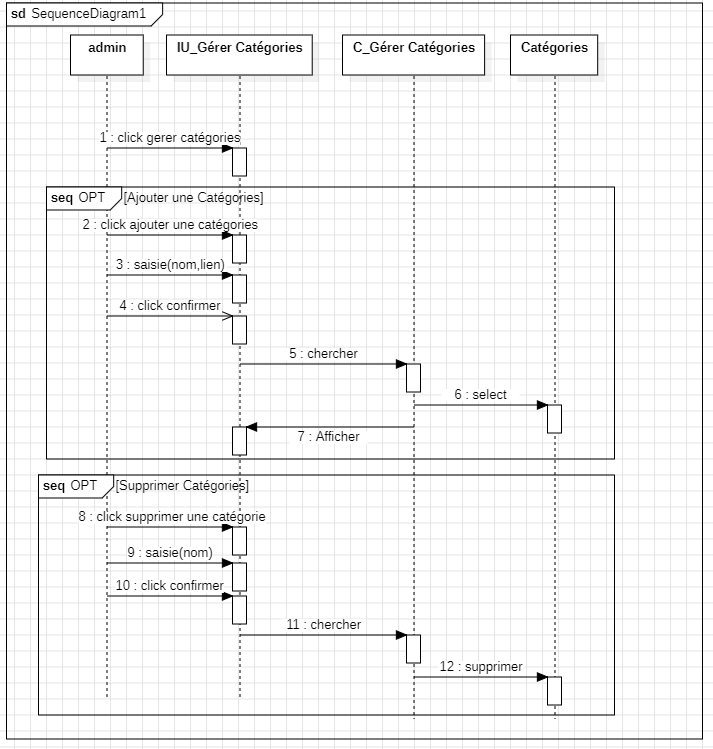 sd SequenceDiagram1
admin
IU_Gérer Catégories
C_Gérer Catégories
Catégories
1 : click gerer catégories
seq OPT
[Ajouter une Catégories]
2 : click ajouter une catégories
3 : saisie(nom,lien)
4 : click confirmer
5 : chercher
6 : select
7 : Afficher
seq OPT
[Supprimer Catégories]
8 : click supprimer une catégorie
9 : saisie(nom)
10 : click confirmer
11 : chercher
12 : supprimer